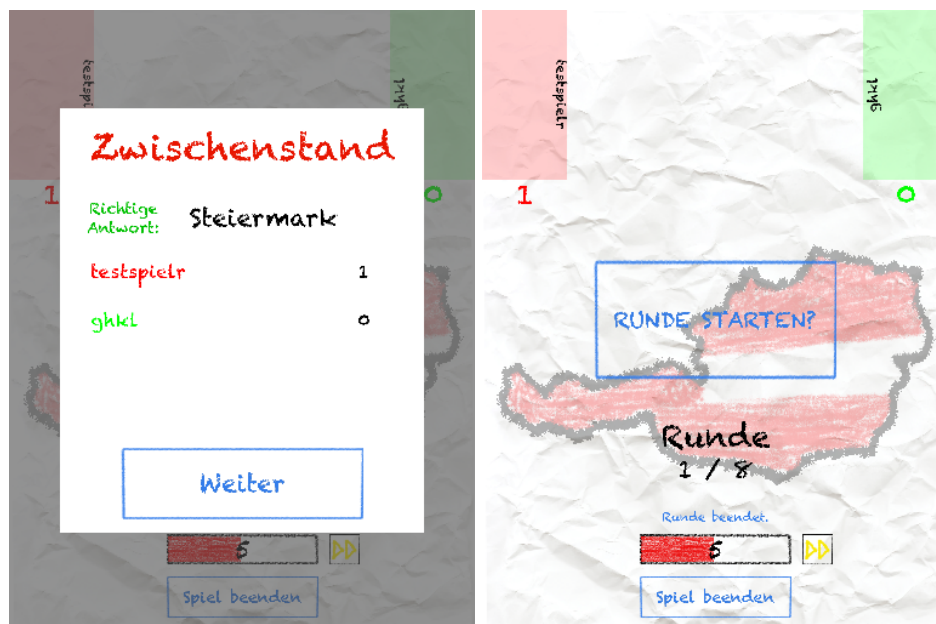 testspi
ghkl
Zwischenstand
1
0
Richtige
Antwort:
Steiermark
testspielr 1
ghkl 0
Weiter
5
Spiel beenden
testspielr
ghkl
1
0
RUNDE STARTEN?
Runde
1 / 8
Runde beendet.
5
Spiel beenden